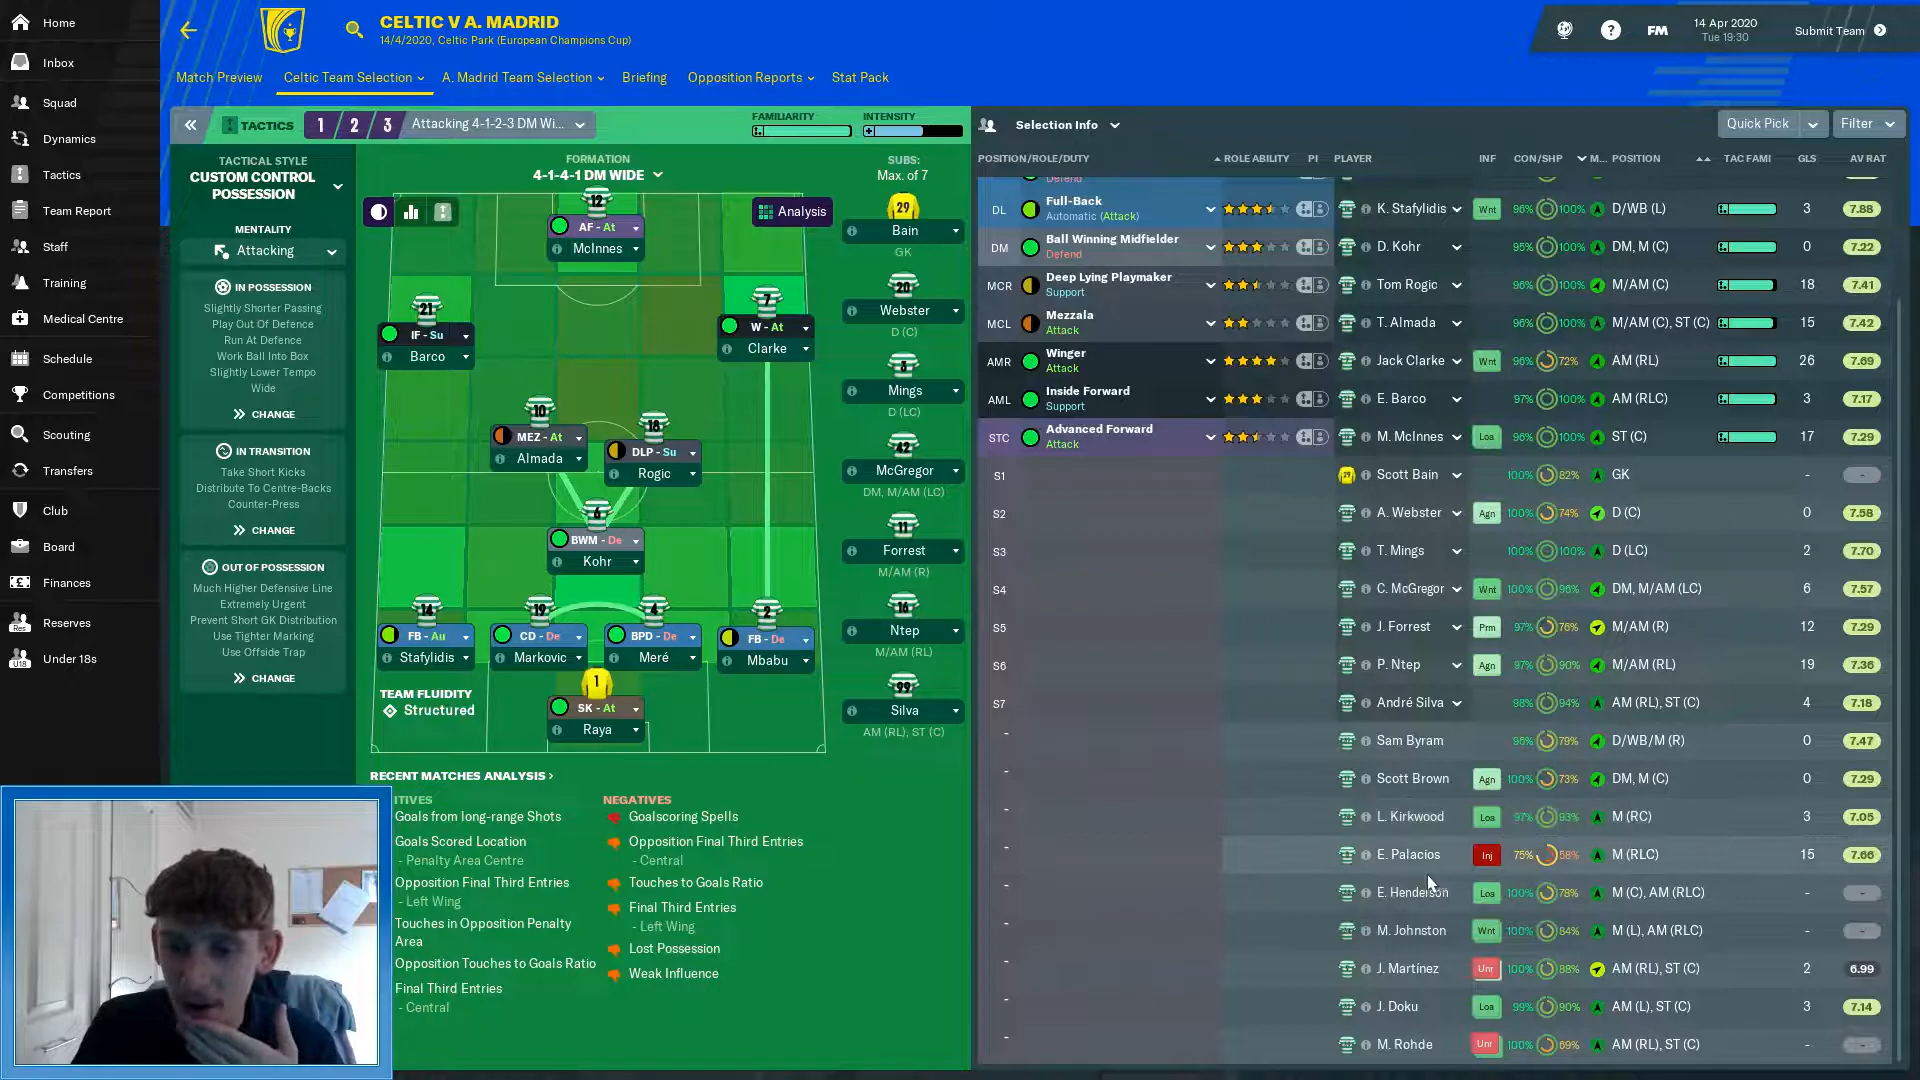 Home
Inbox
Squad
Dynamics
Tactics
Team Report
Staff
Training
Medical Centre
Schedule
Competitions
Scouting
Transfers
Club
Board
Finances
Reserves
Under 18s
CELTIC V A. MADRID
14/4/2020, Celtic Park (European Champions Cup)
FM
14 Apr 2020
Tue 19:30
Submit Team
Match Preview
Celtic Team Selection
A. Madrid Team Selection
Briefing
Opposition Reports
Stat Pack
TACTICS
1 2 3
Attacking 4-1-2-3 DM Wi...
FAMILIARITY
INTENSITY
TACTICAL STYLE
CUSTOM CONTROL
POSSESSION
MENTALITY
Attacking
IN POSSESSION
Slightly Shorter Passing
Play Out Of Defence
Run At Defence
Work Ball Into Box
Slightly Lower Tempo
Wide
CHANGE
IN TRANSITION
Take Short Kicks
Distribute To Centre-Backs
Counter-Press
CHANGE
OUT OF POSSESSION
Much Higher Defensive Line
Extremely Urgent
Prevent Short GK Distribution
Use Tighter Marking
Use Offside Trap
CHANGE
FORMATION
4-1-4-1 DM WIDE
Analysis
12
AF - At
McInnes
21
IF - Su
Barco
7
W - At
Clarke
10
MEZ - At
Almada
18
DLP - Su
Rogic
6
BWM - De
Kohr
14
FB - Au
Stafylidis
19
CD - De
Markovic
4
BPD - De
Meré
2
FB - De
Mbabu
1
SK - At
Raya
TEAM FLUIDITY
Structured
SUBS:
Max. of 7
29
Bain
GK
20
Webster
D (C)
Mings
D (LC)
42
McGregor
DM, M/AM (LC)
11
Forrest
M/AM (R)
16
Ntep
M/AM (RL)
99
Silva
AM (RL), ST (C)
RECENT MATCHES ANALYSIS
ITIVES
Goals from long-range Shots
Goals Scored Location
- Penalty Area Centre
Opposition Final Third Entries
- Left Wing
Touches in Opposition Penalty
Area
Opposition Touches to Goals Ratio
Final Third Entries
- Central
NEGATIVES
Goalscoring Spells
Opposition Final Third Entries
- Central
Touches to Goals Ratio
Final Third Entries
- Left Wing
Lost Possession
Weak Influence
Selection Info
Quick Pick
Filter
POSITION/ROLE/DUTY ROLE ABILITY PI PLAYER INF CON/SHP M... POSITION TAC FAMI GLS AV RAT
Defend
DL Full-Back Automatic (Attack) K. Stafylidis Wnt 96% 100% D/WB (L) 3 7.88
DM Ball Winning Midfielder Defend D. Kohr 95% 100% DM, M (C) 0 7.22
MCR Deep Lying Playmaker Support Tom Rogic 96% 100% M/AM (C) 18 7.41
MCL Mezzala Attack T. Almada 96% 100% M/AM (C), ST (C) 15 7.42
AMR Winger Attack Jack Clarke Wnt 96% 72% AM (RL) 26 7.69
AML Inside Forward Support E. Barco 97% 100% AM (RLC) 3 7.17
STC Advanced Forward Attack M. McInnes Loa 96% 100% ST (C) 17 7.29
S1 Scott Bain 100% 82% GK - -
S2 A. Webster Agn 100% 74% D (C) 0 7.58
S3 T. Mings 100% 100% D (LC) 2 7.70
S4 C. McGregor Wnt 100% 96% DM, M/AM (LC) 6 7.57
S5 J. Forrest Prm 97% 76% M/AM (R) 12 7.29
S6 P. Ntep Agn 97% 90% M/AM (RL) 19 7.36
S7 André Silva 98% 94% AM (RL), ST (C) 4 7.18
- Sam Byram 96% 79% D/WB/M (R) 0 7.47
- Scott Brown Agn 100% 73% DM, M (C) 0 7.29
- L. Kirkwood Loa 97% 93% M (RC) 3 7.05
- E. Palacios Inj 75% 58% M (RLC) 15 7.66
- E. Henderson Loa 100% 78% M (C), AM (RLC) - -
- M. Johnston Wnt 100% 84% M (L), AM (RLC) - -
- J. Martínez Unr 100% 88% AM (RL), ST (C) 2 6.99
- J. Doku Loa 99% 90% AM (L), ST (C) 3 7.14
- M. Rohde Unr 100% 69% AM (RL), ST (C) - -